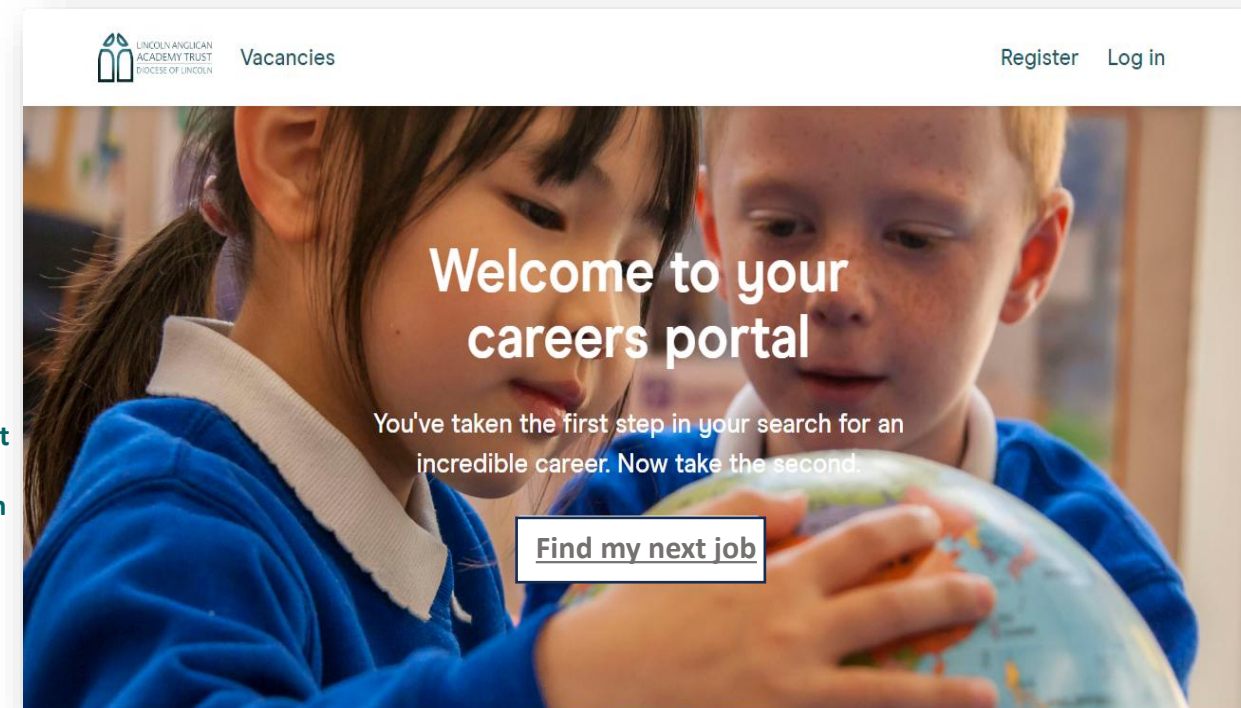 LINCOLN ANGLICAN
ACADEMY TRUST
DIOCESE OF LINCOLN
Vacancies
Register
Log in
Welcome to your
careers portal
You've taken the first step in your search for an
incredible career. Now take the second.
Find my next job